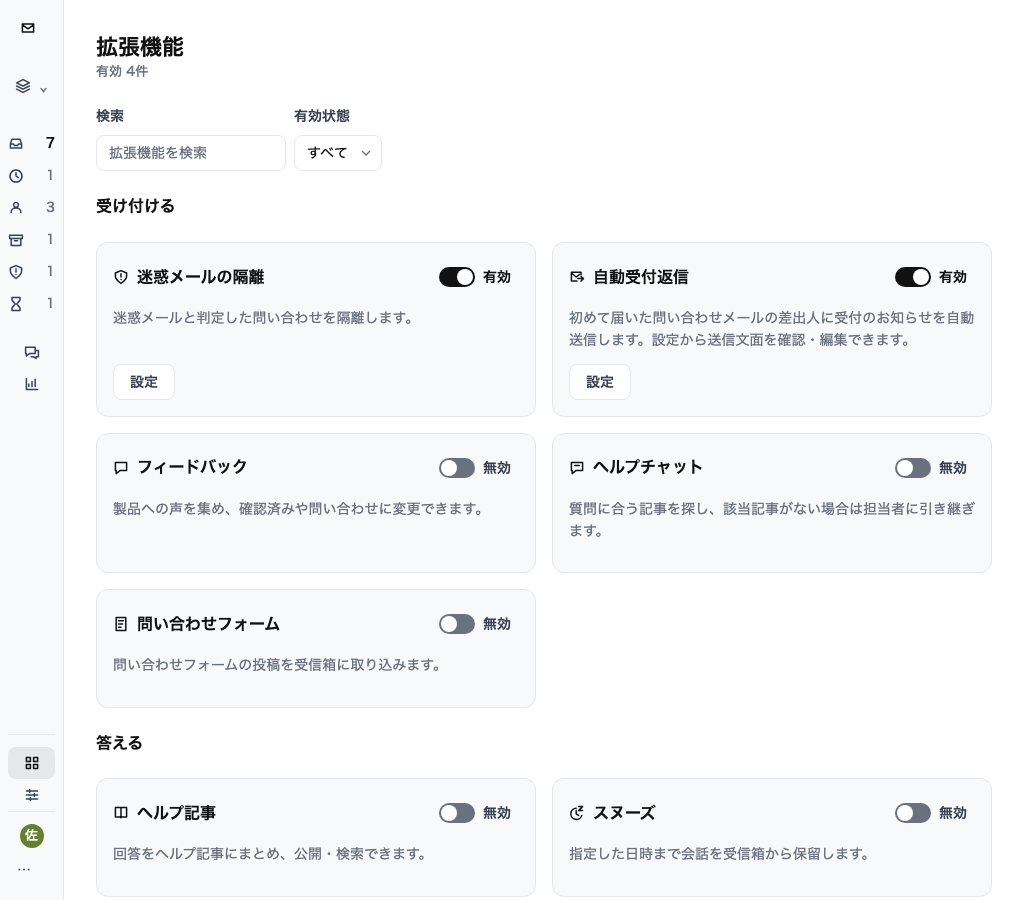 拡張機能
有効 4件
検索
有効状態
拡張機能を検索
すべて
7
1
3
1
1
1
受け付ける
迷惑メールの隔離
有効
迷惑メールと判定した問い合わせを隔離します。
設定
自動受付返信
有効
初めて届いた問い合わせメールの差出人に受付のお知らせを自動
送信します。設定から送信文面を確認・編集できます。
設定
フィードバック
無効
製品への声を集め、確認済みや問い合わせに変更できます。
ヘルプチャット
無効
質問に合う記事を探し、該当記事がない場合は担当者に引き継ぎ
ます。
問い合わせフォーム
無効
問い合わせフォームの投稿を受信箱に取り込みます。
答える
ヘルプ記事
無効
回答をヘルプ記事にまとめ、公開・検索できます。
スヌーズ
無効
指定した日時まで会話を受信箱から保留します。
佐